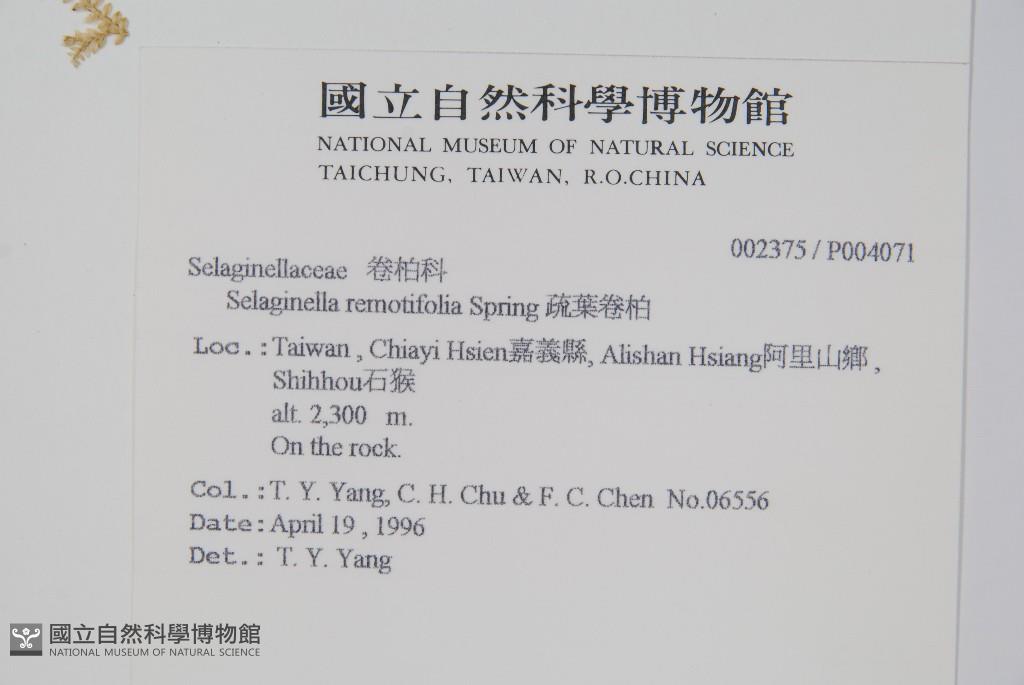 國立自然科學博物館
NATIONAL MUSEUM OF NATURAL SCIENCE
TAICHUNG, TAIWAN, R.O.CHINA
002375 / P004071
Selaginellaceae 卷柏科
Selaginella remotifolia Spring 疏葉卷柏
Loc.: Taiwan , Chiayi Hsien嘉義縣, Alishan Hsiang阿里山鄉 ,
Shihhou石猴
alt. 2,300 m.
On the rock.
Col.: T. Y. Yang, C. H. Chu & F. C. Chen No.06556
Date: April 19 , 1996
Det.: T. Y. Yang
國立自然科學博物館
NATIONAL MUSEUM OF NATURAL SCIENCE